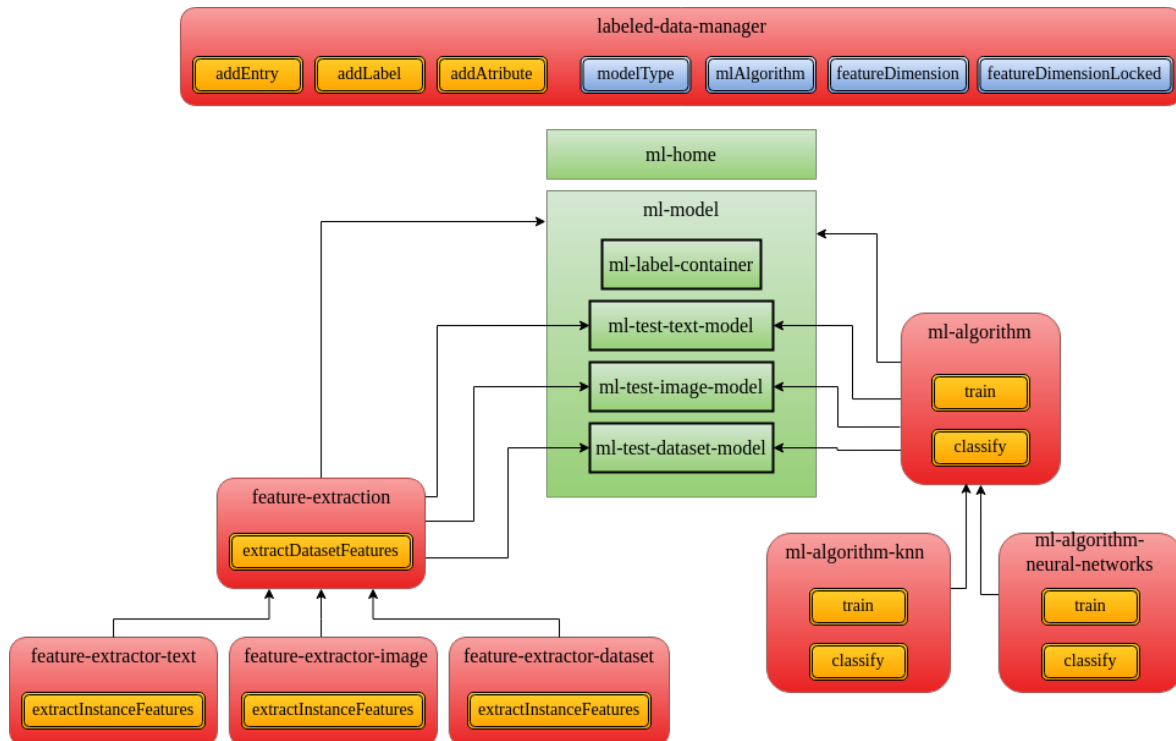 labeled-data-manager
addEntry
addLabel
addAtribute
modelType
mlAlgorithm
featureDimension
featureDimensionLocked
ml-home
ml-model
ml-label-container
ml-test-text-model
ml-test-image-model
ml-test-dataset-model
ml-algorithm
train
classify
feature-extraction
extractDatasetFeatures
ml-algorithm-knn
train
classify
ml-algorithm-
neural-networks
train
classify
feature-extractor-text
extractInstanceFeatures
feature-extractor-image
extractInstanceFeatures
feature-extractor-dataset
extractInstanceFeatures